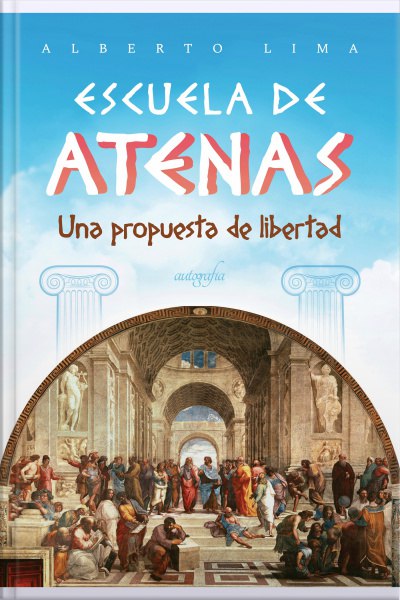 ALBERTO LIMA
ESCUELA DE
ATENAS
Una propuesta de libertad
autografía